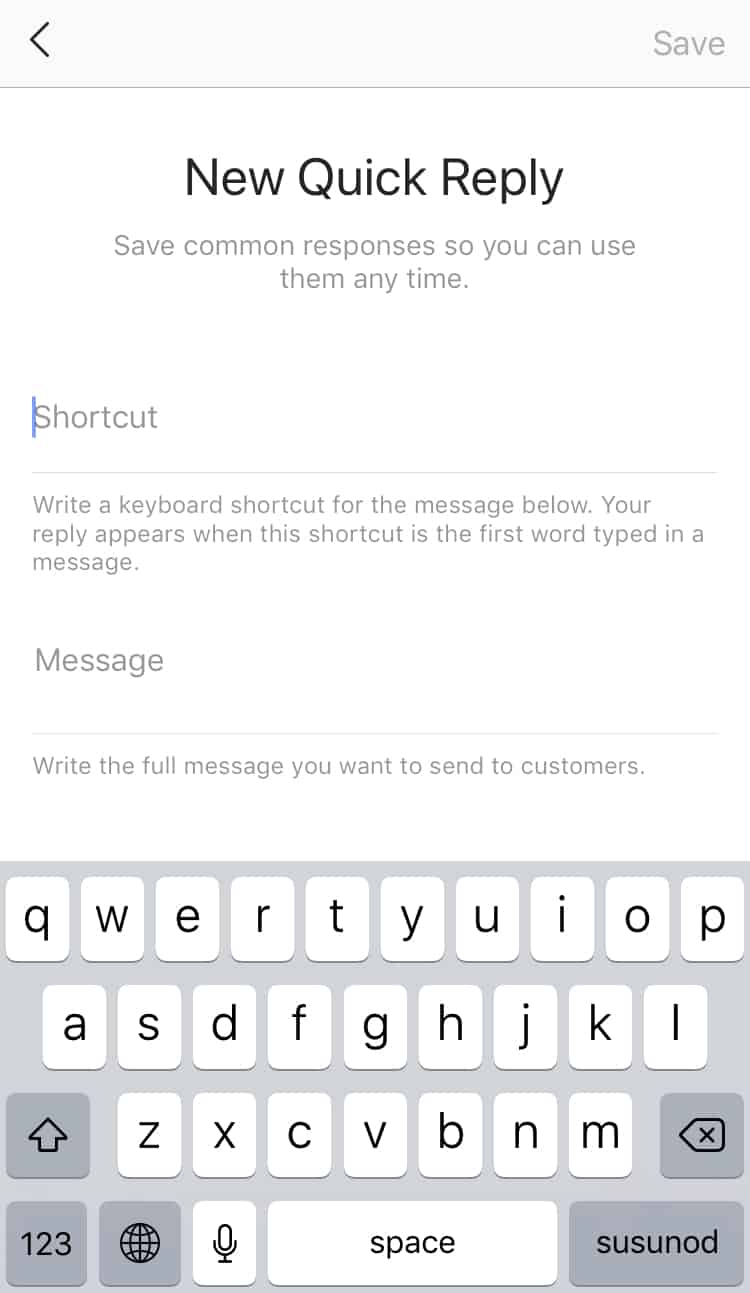 Save
New Quick Reply
Save common responses so you can use
them any time.
Shortcut
Write a keyboard shortcut for the message below. Your
reply appears when this shortcut is the first word typed in a
message.
Message
Write the full message you want to send to customers.
q w e r t y u i o p
a s d f g h j k l
z x c v b n m
123 space susunod